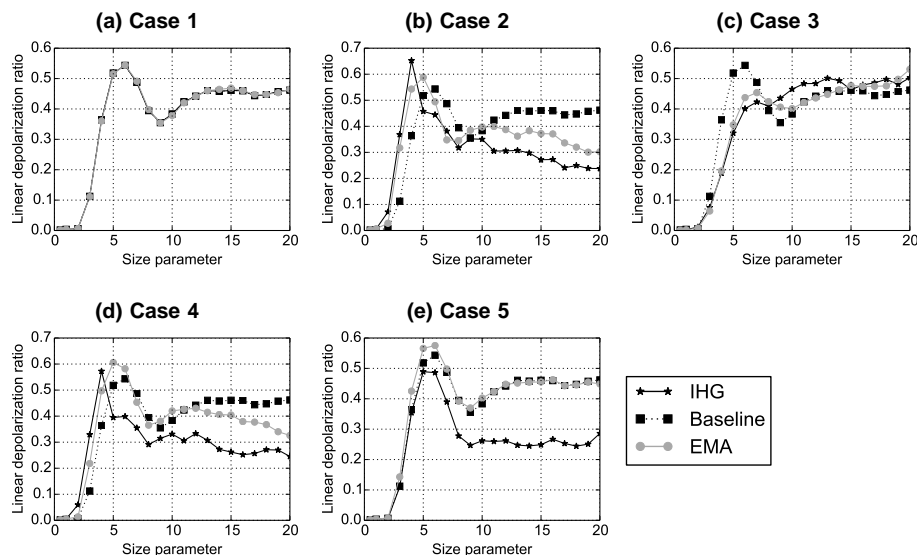 (a) Case 1
(b) Case 2
(c) Case 3
Linear depolarization ratio
0.6
0.5
0.4
0.3
0.2
0.1
0.0
0 5 10 15 20
Size parameter
Linear depolarization ratio
0.7
0.6
0.5
0.4
0.3
0.2
0.1
0.0
0 5 10 15 20
Size parameter
Linear depolarization ratio
0.6
0.5
0.4
0.3
0.2
0.1
0.0
0 5 10 15 20
Size parameter
(d) Case 4
(e) Case 5
Linear depolarization ratio
0.7
0.6
0.5
0.4
0.3
0.2
0.1
0.0
0 5 10 15 20
Size parameter
Linear depolarization ratio
0.6
0.5
0.4
0.3
0.2
0.1
0.0
0 5 10 15 20
Size parameter
IHG
Baseline
EMA